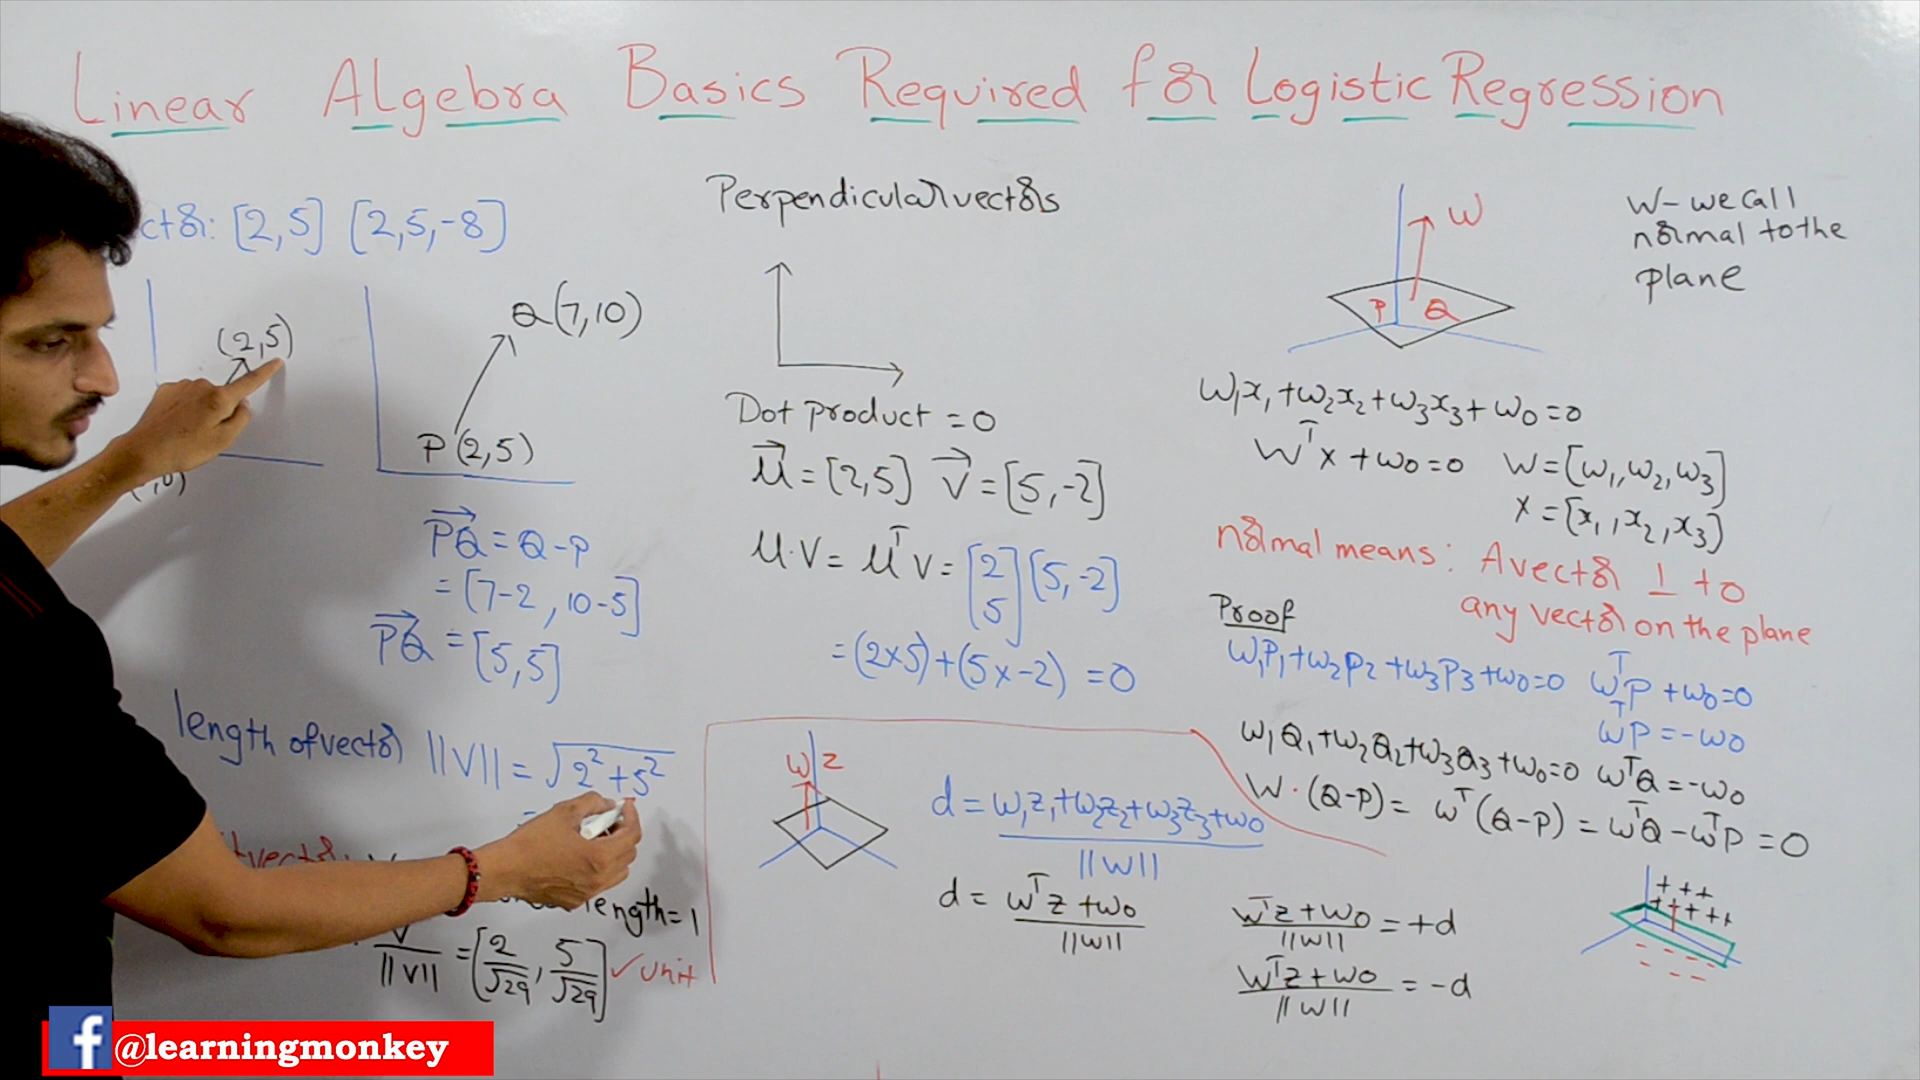 Linear Algebra Basics Required for Logistic Regression
[2,5] [2,5,-8]
(2,5)
Q(7,10)
P(2,5)
PQ = Q-P
= [7-2, 10-5]
PQ = [5,5]
length of vector ||V|| = √2²+5²
length=1
V/||V|| = [2/√29, 5/√29] ✓ unit
Perpendicular vectors
Dot product = 0
u = [2,5] v = [5,-2]
u.v = uᵀv = [2 5] [5,-2]
= (2x5)+(5x-2) = 0
W Z
d = w₁z₁+w₂z₂+w₃z₃+w₀ / ||w||
d = wᵀz+w₀ / ||w||
W
P Q
W- we call
normal to the
plane
w₁x₁+w₂x₂+w₃x₃+w₀=0
wᵀx+w₀=0 w=[w₁,w₂,w₃]
x=[x₁,x₂,x₃]
normal means: A vector ⊥ to
any vector on the plane
Proof
w₁P₁+w₂P₂+w₃P₃+w₀=0 wᵀP+w₀=0
wᵀP=-w₀
w₁Q₁+w₂Q₂+w₃Q₃+w₀=0 wᵀQ=-w₀
W.(Q-P)= wᵀ(Q-P) = wᵀQ-wᵀP=0
wᵀz+w₀ / ||w|| = +d
wᵀz+w₀ / ||w|| = -d
+ + +
+ + + + +
- - -
- - -
f @learningmonkey